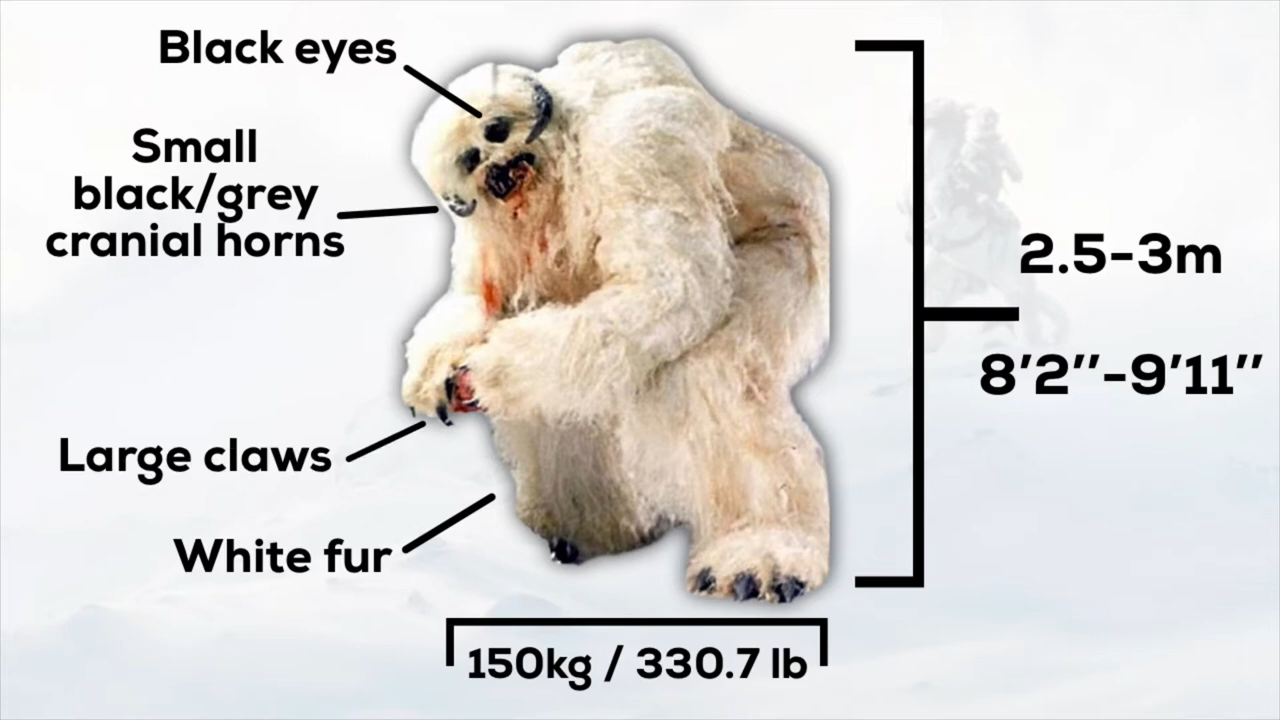 Black eyes
Small
black/grey
cranial horns
Large claws
White fur
2.5-3m
8’2’’-9’11’’
150kg / 330.7 lb